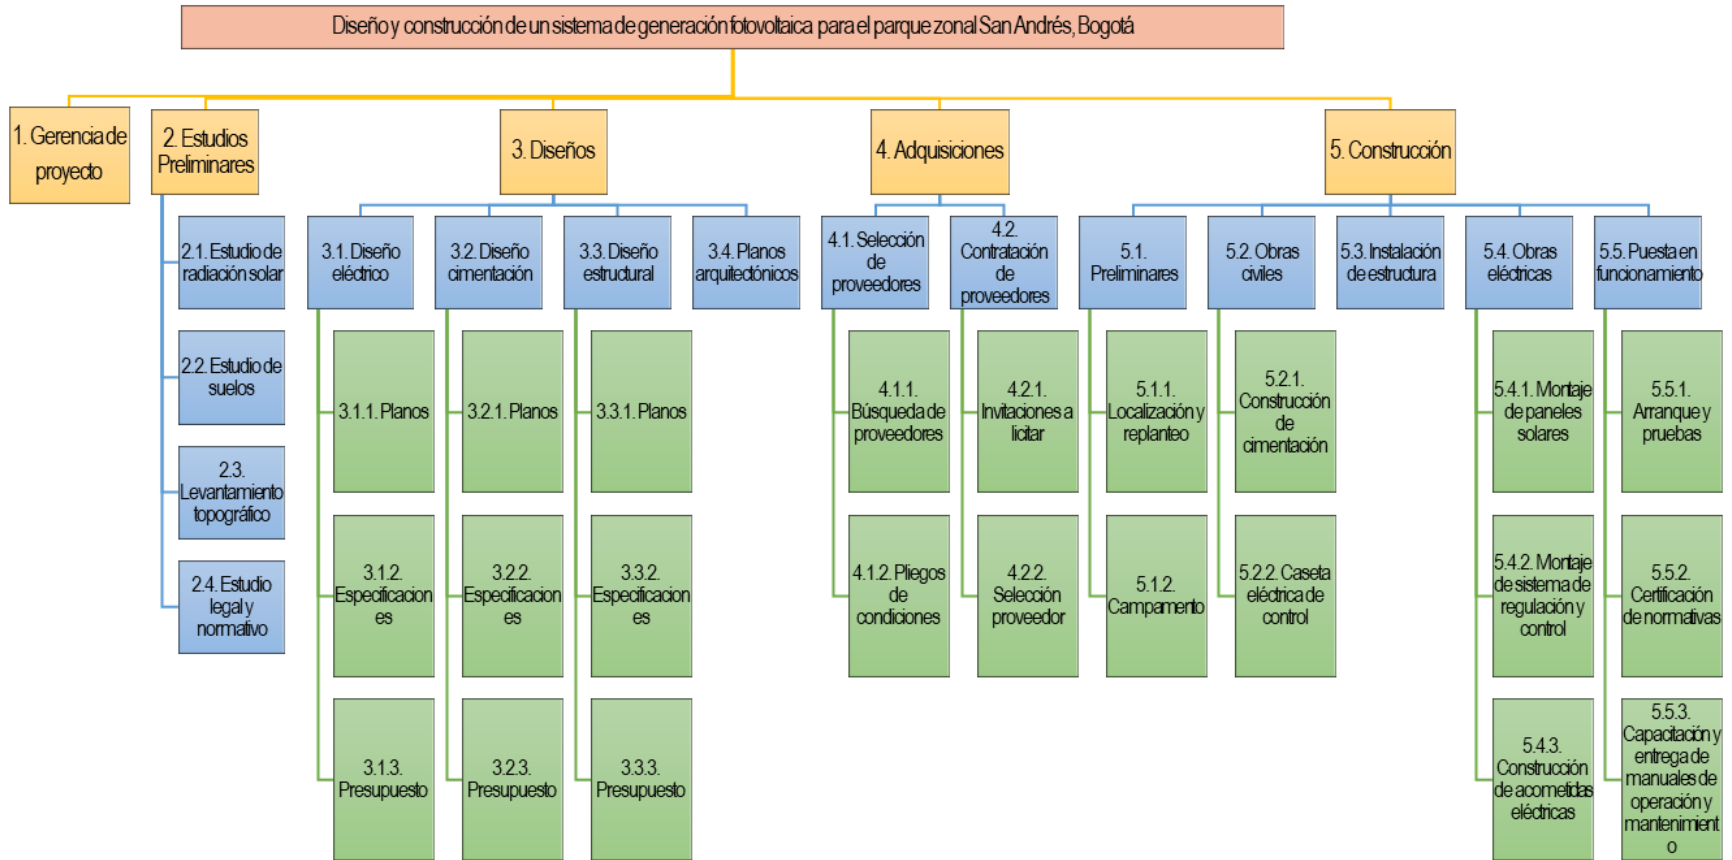 Diseño y construcción de un sistema de generación fotovoltaica para el parque zonal San Andrés, Bogotá
1. Gerencia de
proyecto
2. Estudios
Preliminares
3. Diseños
4. Adquisiciones
5. Construcción
2.1. Estudio de
radiación solar
2.2. Estudio de
suelos
2.3.
Levantamiento
topográfico
2.4. Estudio
legal y
normativo
3.1. Diseño
eléctrico
3.1.1. Planos
3.1.2.
Especificacion
es
3.1.3.
Presupuesto
3.2. Diseño
cimentación
3.2.1. Planos
3.2.2.
Especificacion
es
3.2.3.
Presupuesto
3.3. Diseño
estructural
3.3.1. Planos
3.3.2.
Especificacion
es
3.3.3.
Presupuesto
3.4. Planos
arquitectónicos
4.1. Selección
de
proveedores
4.1.1.
Búsqueda de
proveedores
4.1.2. Pliegos
de
condiciones
4.2.
Contratación
de
proveedores
4.2.1.
Invitaciones a
licitar
4.2.2.
Selección
proveedor
5.1.
Preliminares
5.1.1.
Localización y
replanteo
5.1.2.
Campamento
5.2. Obras
civiles
5.2.1.
Construcción
de
cimentación
5.2.2. Caseta
eléctrica de
control
5.3. Instalación
de estructura
5.4. Obras
eléctricas
5.4.1. Montaje
de paneles
solares
5.4.2. Montaje
de sistema de
regulación y
control
5.4.3.
Construcción
de acometidas
eléctricas
5.5. Puesta en
funcionamiento
5.5.1.
Arranque y
pruebas
5.5.2.
Certificación
de normativas
5.5.3.
Capacitación y
entrega de
manuales de
operación y
mantenimient
o